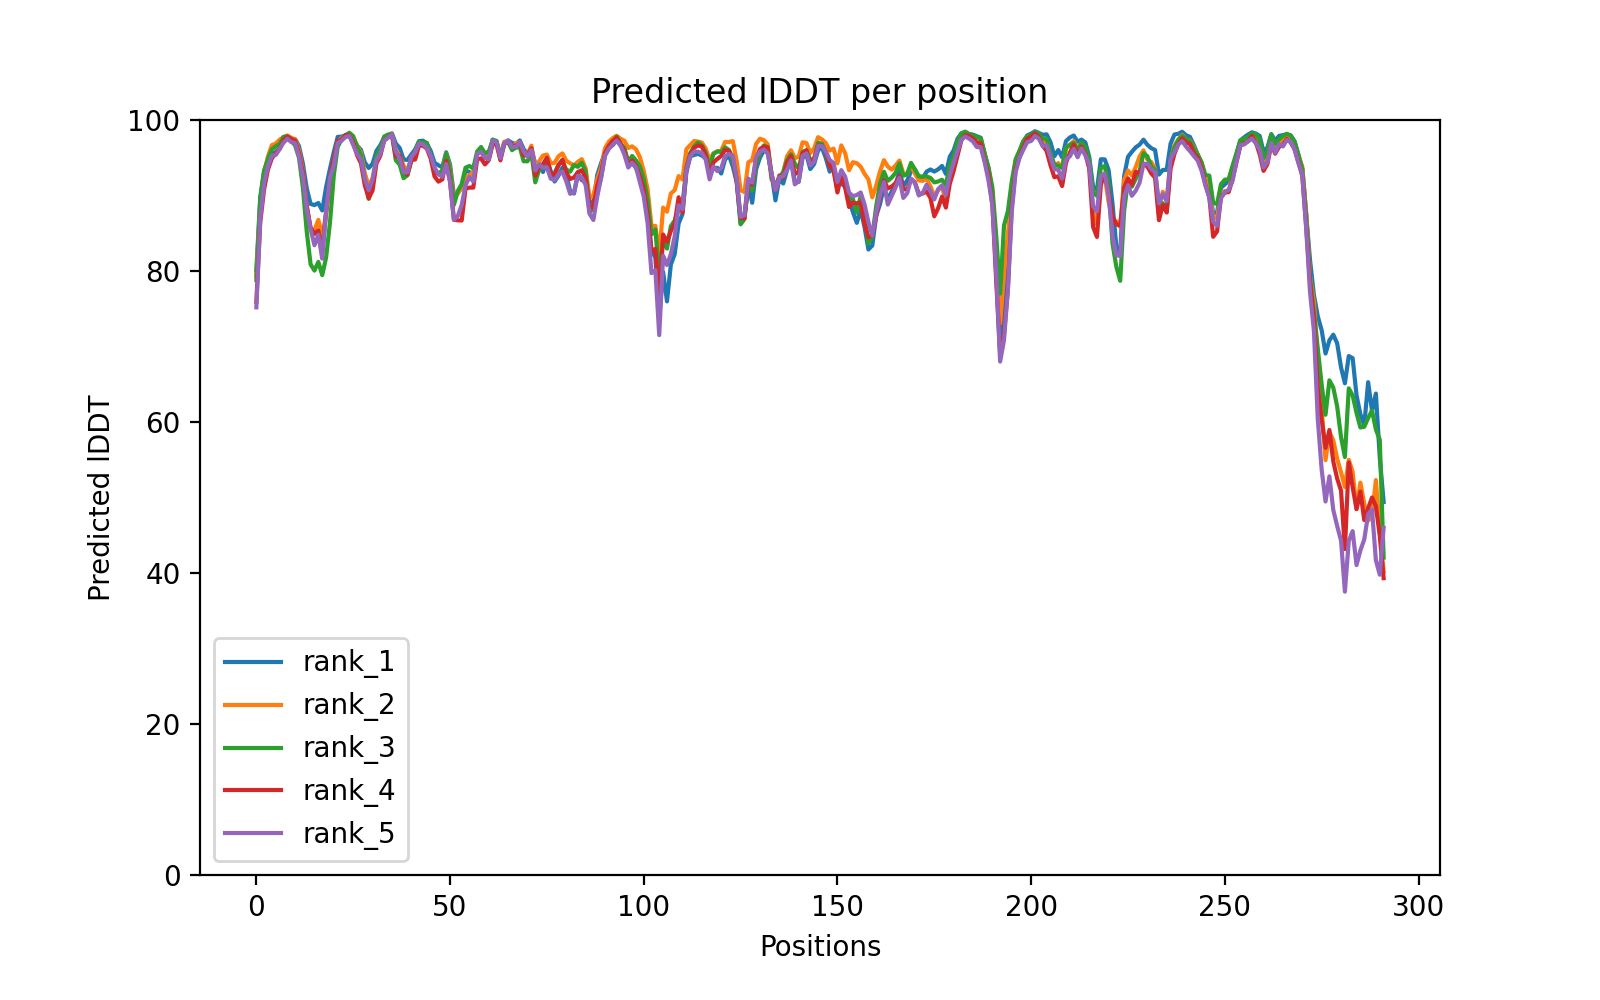 Predicted lDDT per position
100
80
60
40
20
0
Predicted lDDT
rank_1
rank_2
rank_3
rank_4
rank_5
0 50 100 150 200 250 300
Positions